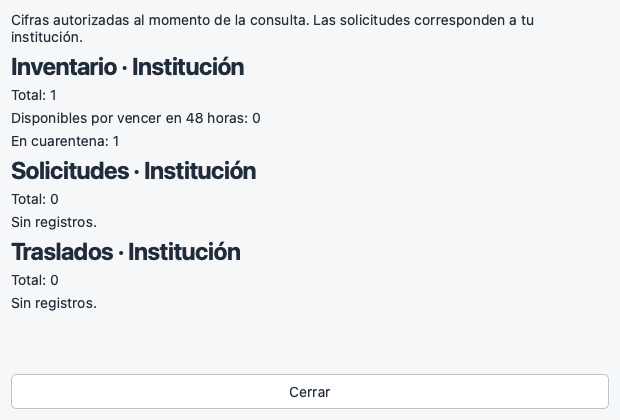 Cifras autorizadas al momento de la consulta. Las solicitudes corresponden a tu
institución.
Inventario · Institución
Total: 1
Disponibles por vencer en 48 horas: 0
En cuarentena: 1
Solicitudes · Institución
Total: 0
Sin registros.
Traslados · Institución
Total: 0
Sin registros.
Cerrar